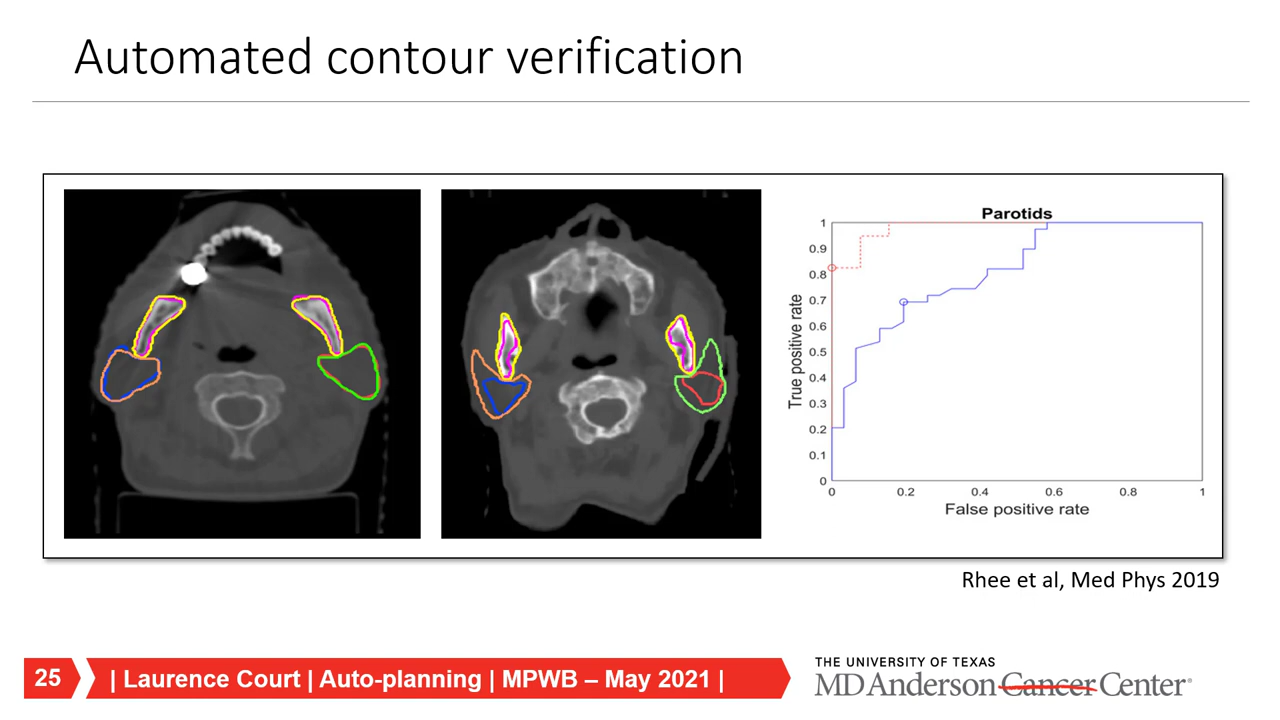 Automated contour verification
Parotids
1
0.9
0.8
0.7
0.6
0.5
0.4
0.3
0.2
0.1
0
True positive rate
0 0.2 0.4 0.6 0.8 1
False positive rate
Rhee et al, Med Phys 2019
25 | Laurence Court | Auto-planning | MPWB – May 2021 |
THE UNIVERSITY OF TEXAS
MD Anderson Cancer Center®